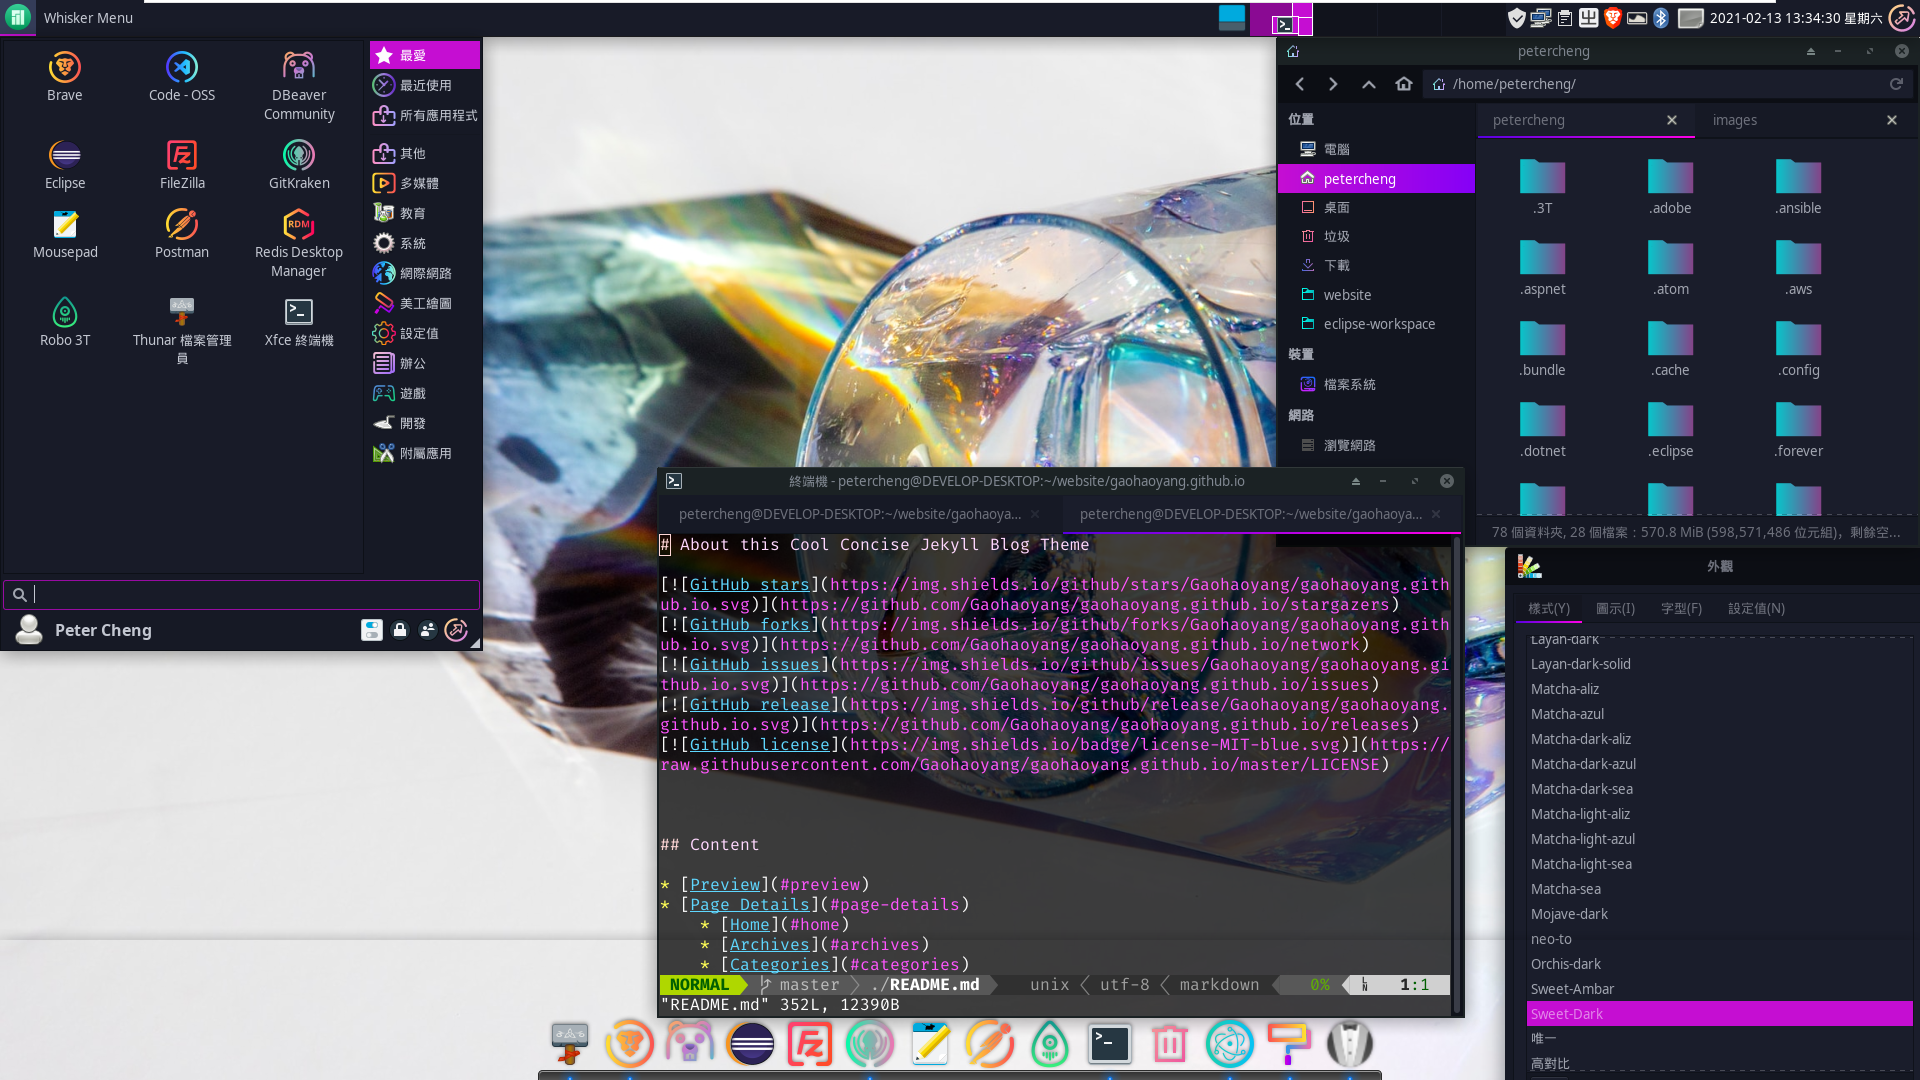 Whisker Menu
2021-02-13 13:34:30 星期六
Brave
Code - OSS
DBeaver
Community
Eclipse
FileZilla
GitKraken
Mousepad
Postman
Redis Desktop
Manager
RDM
Robo 3T
Thunar 檔案管理
員
Xfce 終端機
最愛
最近使用
所有應用程式
其他
多媒體
教育
系統
網際網路
美工繪圖
設定值
辦公
遊戲
開發
附屬應用
Peter Cheng
petercheng
/home/petercheng/
位置
電腦
petercheng
桌面
垃圾
下載
website
eclipse-workspace
裝置
檔案系統
網路
瀏覽網路
petercheng
images
.3T
.adobe
.ansible
.aspnet
.atom
.aws
.bundle
.cache
.config
.dotnet
.eclipse
.forever
78 個資料夾, 28 個檔案：570.8 MiB (598,571,486 位元組)，剩餘空...
終端機 - petercheng@DEVELOP-DESKTOP:~/website/gaohaoyang.github.io
petercheng@DEVELOP-DESKTOP:~/website/gaohaoya...
petercheng@DEVELOP-DESKTOP:~/website/gaohaoya...
# About this Cool Concise Jekyll Blog Theme
[![GitHub stars](https://img.shields.io/github/stars/Gaohaoyang/gaohaoyang.gith
ub.io.svg)](https://github.com/Gaohaoyang/gaohaoyang.github.io/stargazers)
[![GitHub forks](https://img.shields.io/github/forks/Gaohaoyang/gaohaoyang.gith
ub.io.svg)](https://github.com/Gaohaoyang/gaohaoyang.github.io/network)
[![GitHub issues](https://img.shields.io/github/issues/Gaohaoyang/gaohaoyang.gi
thub.io.svg)](https://github.com/Gaohaoyang/gaohaoyang.github.io/issues)
[![GitHub release](https://img.shields.io/github/release/Gaohaoyang/gaohaoyang.
github.io.svg)](https://github.com/Gaohaoyang/gaohaoyang.github.io/releases)
[![GitHub license](https://img.shields.io/badge/license-MIT-blue.svg)](https://
raw.githubusercontent.com/Gaohaoyang/gaohaoyang.github.io/master/LICENSE)
## Content
* [Preview](#preview)
* [Page Details](#page-details)
* [Home](#home)
* [Archives](#archives)
* [Categories](#categories)
NORMAL master ./README.md unix utf-8 markdown 0% 1:1
"README.md" 352L, 12390B
外觀
樣式(Y)
圖示(I)
字型(F)
設定值(N)
Layan-dark
Layan-dark-solid
Matcha-aliz
Matcha-azul
Matcha-dark-aliz
Matcha-dark-azul
Matcha-dark-sea
Matcha-light-aliz
Matcha-light-azul
Matcha-light-sea
Matcha-sea
Mojave-dark
neo-to
Orchis-dark
Sweet-Ambar
Sweet-Dark
唯一
高對比